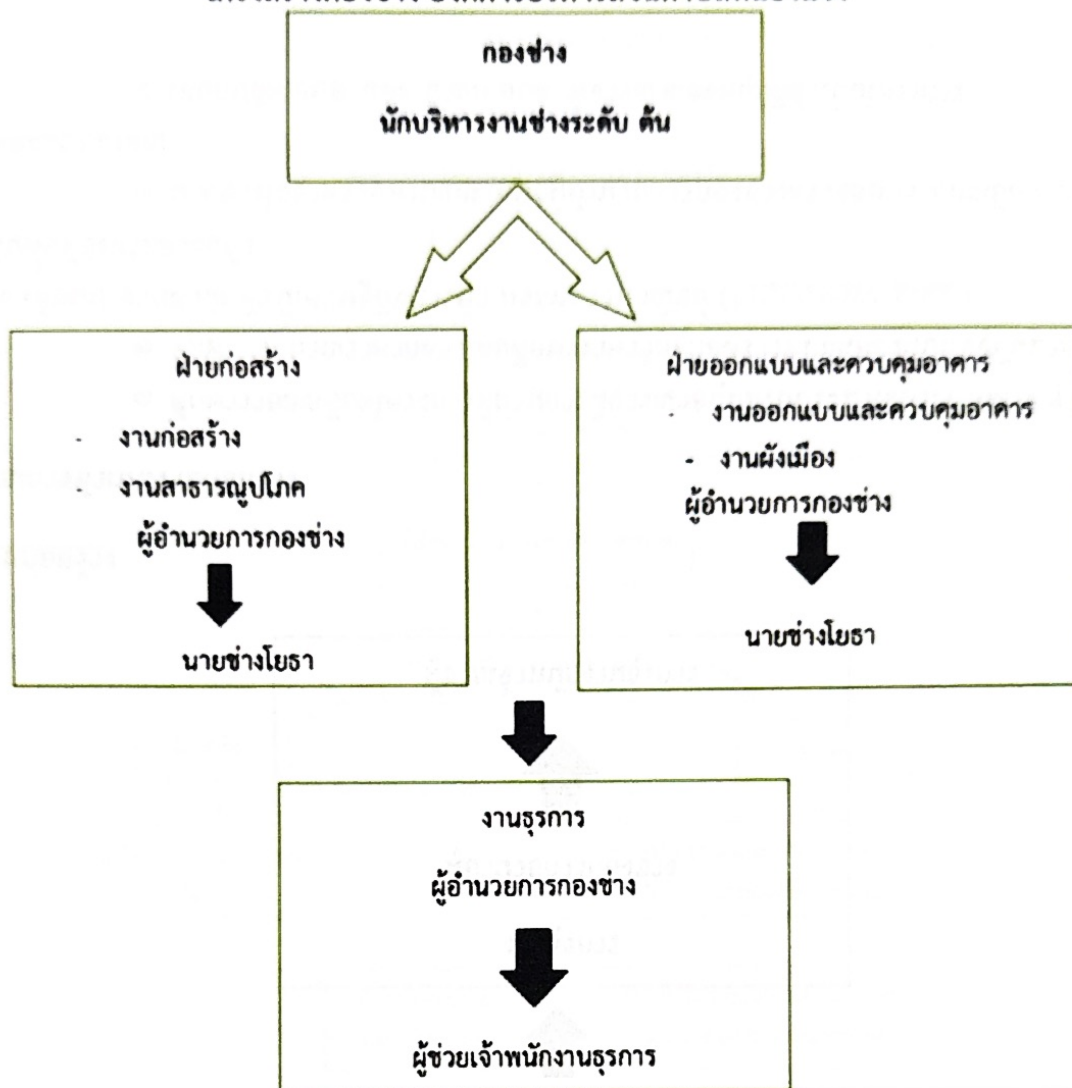 กองช่าง
นักบริหารงานช่างระดับ ต้น
ฝ่ายก่อสร้าง
- งานก่อสร้าง
- งานสาธารณูปโภค
ผู้อำนวยการกองช่าง
นายช่างโยธา
ฝ่ายออกแบบและควบคุมอาคาร
- งานออกแบบและควบคุมอาคาร
- งานผังเมือง
ผู้อำนวยการกองช่าง
นายช่างโยธา
งานธุรการ
ผู้อำนวยการกองช่าง
ผู้ช่วยเจ้าพนักงานธุรการ